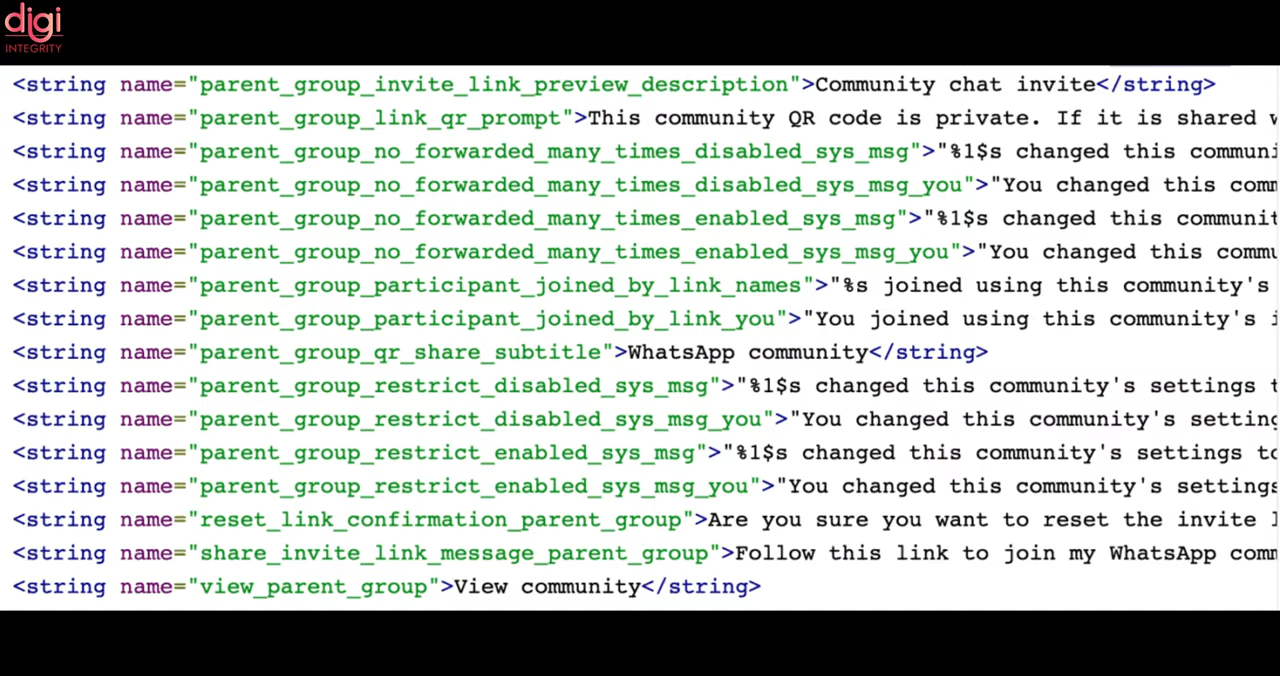 digi
INTEGRITY
<string name="parent_group_invite_link_preview_description">Community chat invite</string>
<string name="parent_group_link_qr_prompt">This community QR code is private. If it is shared
<string name="parent_group_no_forwarded_many_times_disabled_sys_msg">"%1$s changed this communi
<string name="parent_group_no_forwarded_many_times_disabled_sys_msg_you">"You changed this com
<string name="parent_group_no_forwarded_many_times_enabled_sys_msg">"%1$s changed this communit
<string name="parent_group_no_forwarded_many_times_enabled_sys_msg_you">"You changed this commu
<string name="parent_group_participant_joined_by_link_names">"%s joined using this community's
<string name="parent_group_participant_joined_by_link_you">"You joined using this community's i
<string name="parent_group_qr_share_subtitle">WhatsApp community</string>
<string name="parent_group_restrict_disabled_sys_msg">"%1$s changed this community's settings t
<string name="parent_group_restrict_disabled_sys_msg_you">"You changed this community's setting
<string name="parent_group_restrict_enabled_sys_msg">"%1$s changed this community's settings to
<string name="parent_group_restrict_enabled_sys_msg_you">"You changed this community's settings
<string name="reset_link_confirmation_parent_group">Are you sure you want to reset the invite l
<string name="share_invite_link_message_parent_group">Follow this link to join my WhatsApp com
<string name="view_parent_group">View community</string>